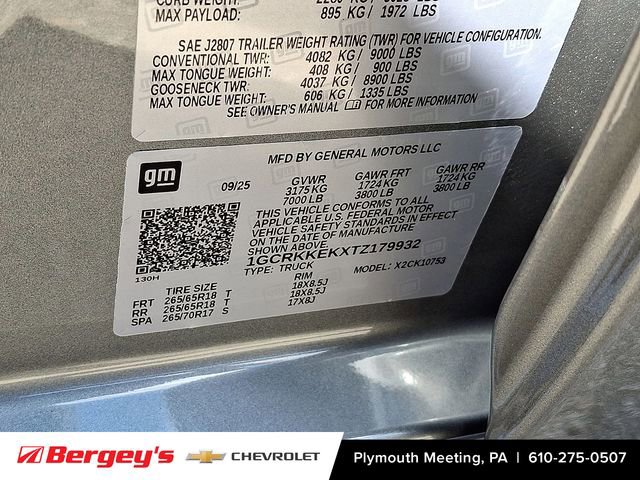 MAX PAYLOAD: 895 KG / 1972 LBS
SAE J2807 TRAILER WEIGHT RATING (TWR) FOR VEHICLE CONFIGURATION.
CONVENTIONAL TWR: 4082 KG/ 9000 LBS
MAX TONGUE WEIGHT: 408 KG/ 900 LBS
GOOSENECK TWR: 4037 KG/ 8900 LBS
MAX TONGUE WEIGHT: 606 KG/ 1335 LBS
SEE OWNER'S MANUAL FOR MORE INFORMATION
MFD BY GENERAL MOTORS LLC
gm 09/25
GVWR GAWR FRT GAWR RR
3175 KG 1724 KG 1724 KG
7000 LB 3800 LB 3800 LB
THIS VEHICLE CONFORMS TO ALL
APPLICABLE U.S. FEDERAL MOTOR
VEHICLE SAFETY STANDARDS IN EFFECT
ON THE DATE OF MANUFACTURE
SHOWN ABOVE.
1GCRKKEKXTZ179932
TYPE: TRUCK MODEL: X2CK10753
130H
TIRE SIZE RIM
FRT 265/65R18 T 18X8.5J
RR 265/65R18 T 18X8.5J
SPA 265/70R17 S 17X8J
Bergey's CHEVROLET Plymouth Meeting, PA | 610-275-0507